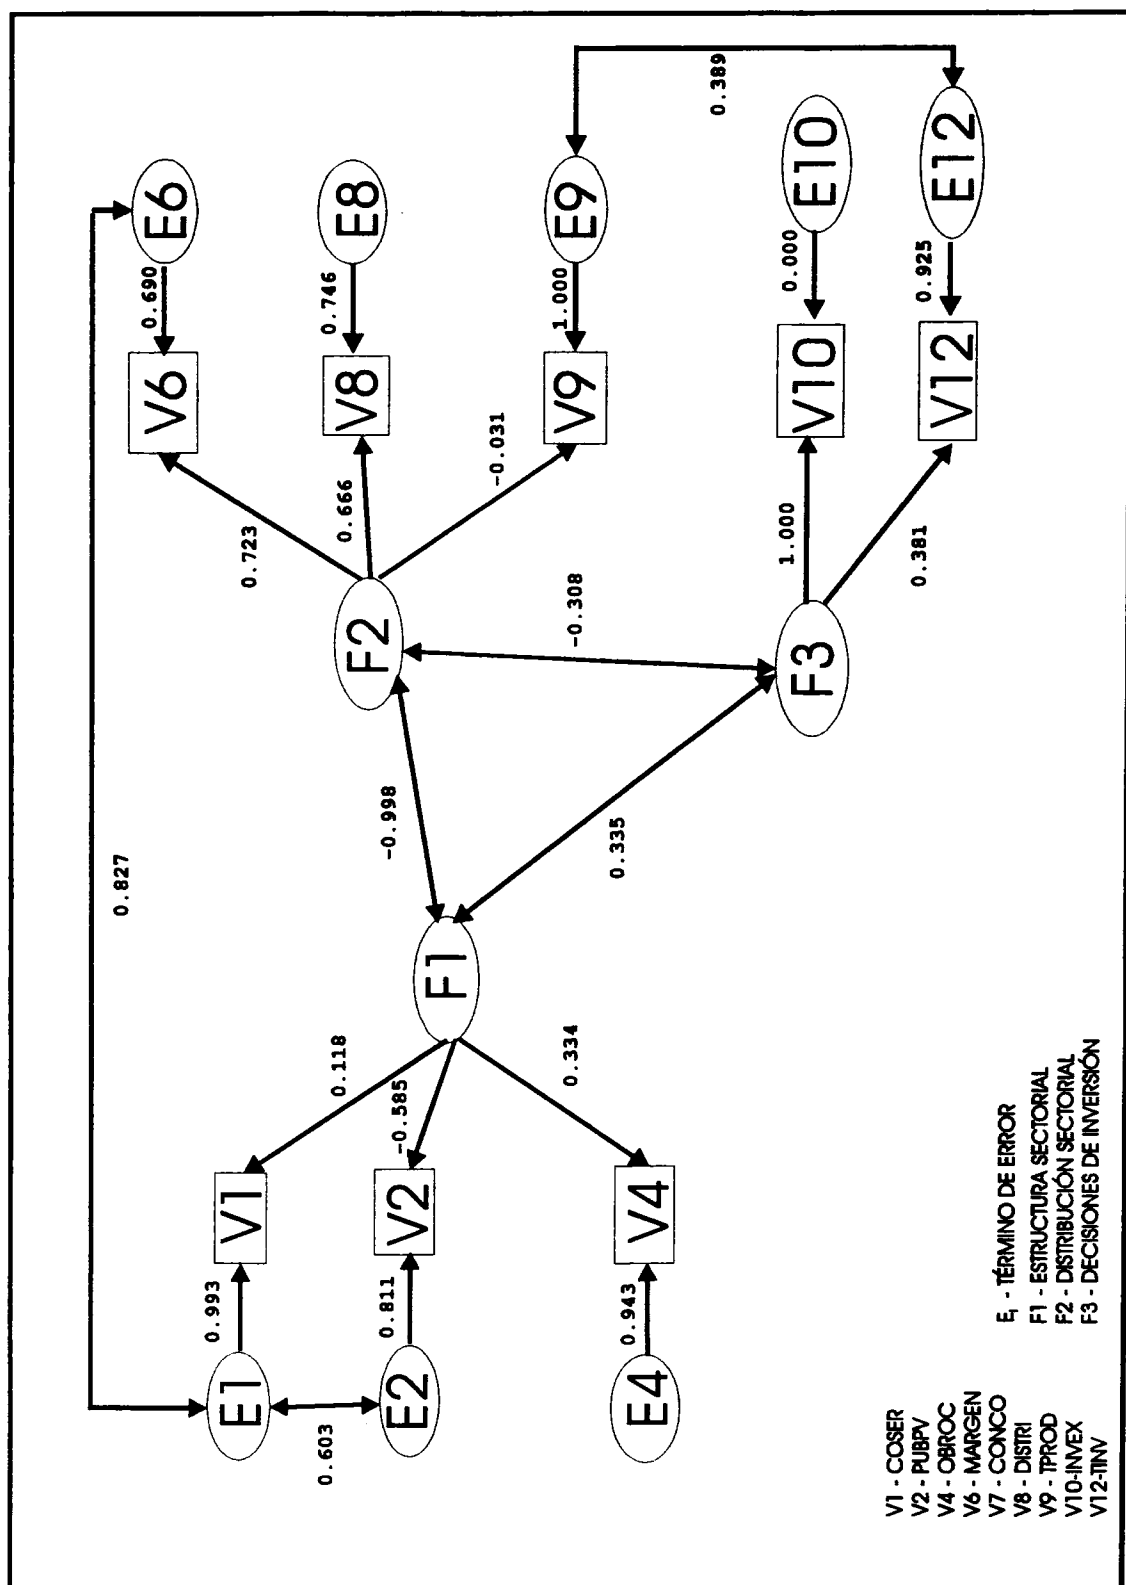 0.827
0.690
V6 E6
0.993
E1 V1
0.723
0.603
0.118
0.746
0.666
V8 E8
F2
0.811
-0.998
-0.585
E2 V2
F1
-0.031
1.000
V9 E9
0.334
-0.308
0.335
0.943
E4 V4
0.389
1.000
0.000
F3 V10 E10
0.381
0.925
V12 E12
V1 - COSER
V2 - PUBPV
V4 - OBROC
V6 - MARGEN
V7 - CONCO
V8 - DISTRI
V9 - TPROD
V10-INVEX
V12-TINV
Eᵢ - TÉRMINO DE ERROR
F1 - ESTRUCTURA SECTORIAL
F2 - DISTRIBUCIÓN SECTORIAL
F3 - DECISIONES DE INVERSIÓN